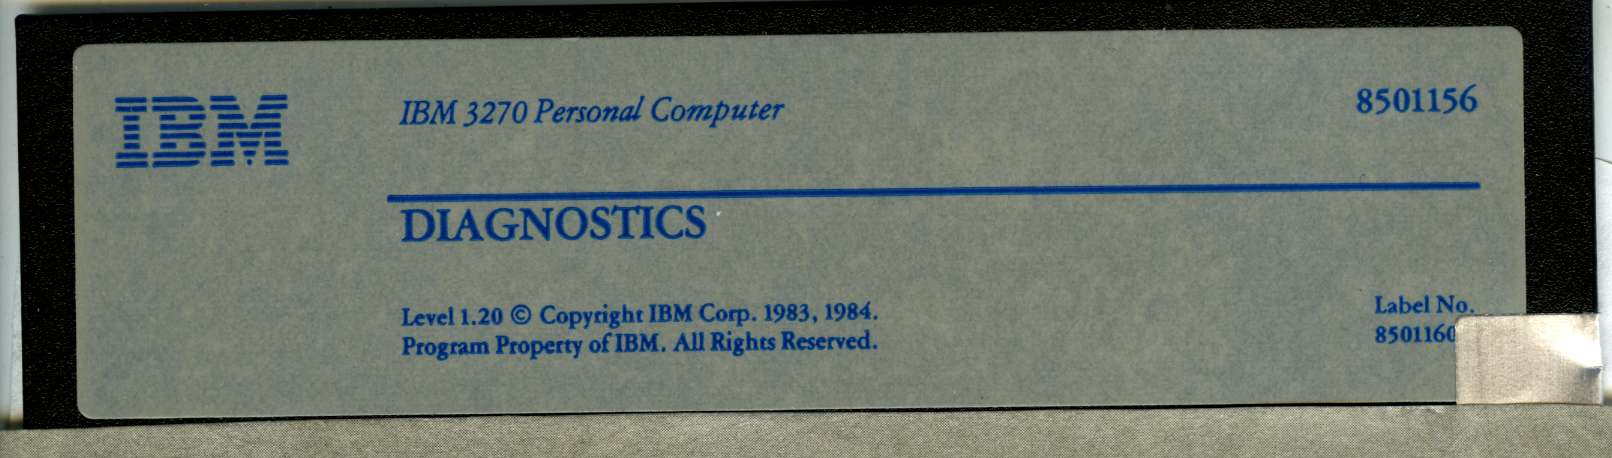 IBM
IBM 3270 Personal Computer
8501156
DIAGNOSTICS
Level 1.20 © Copyright IBM Corp. 1983, 1984.
Program Property of IBM. All Rights Reserved.
Label No.
8501160